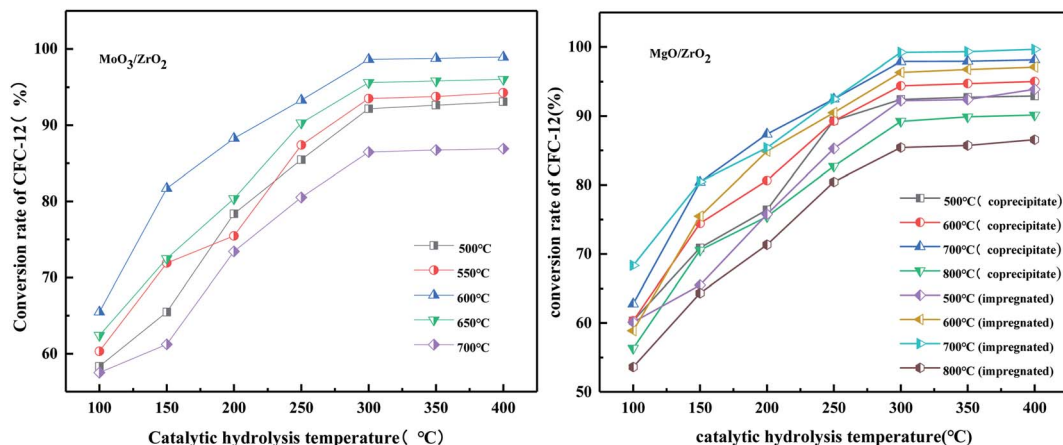 MoO3/ZrO2
Conversion rate of CFC-12( %)
100
90
80
70
60
500℃
550℃
600℃
650℃
700℃
100 150 200 250 300 350 400
Catalytic hydrolysis temperature( ℃)
MgO/ZrO2
conversion rate of CFC-12(%)
100
90
80
70
60
50
500℃( coprecipitate)
600℃( coprecipitate)
700℃( coprecipitate)
800℃( coprecipitate)
500℃ (impregnated)
600℃ (impregnated)
700℃ (impregnated)
800℃ (impregnated)
100 150 200 250 300 350 400
catalytic hydrolysis temperature(℃)